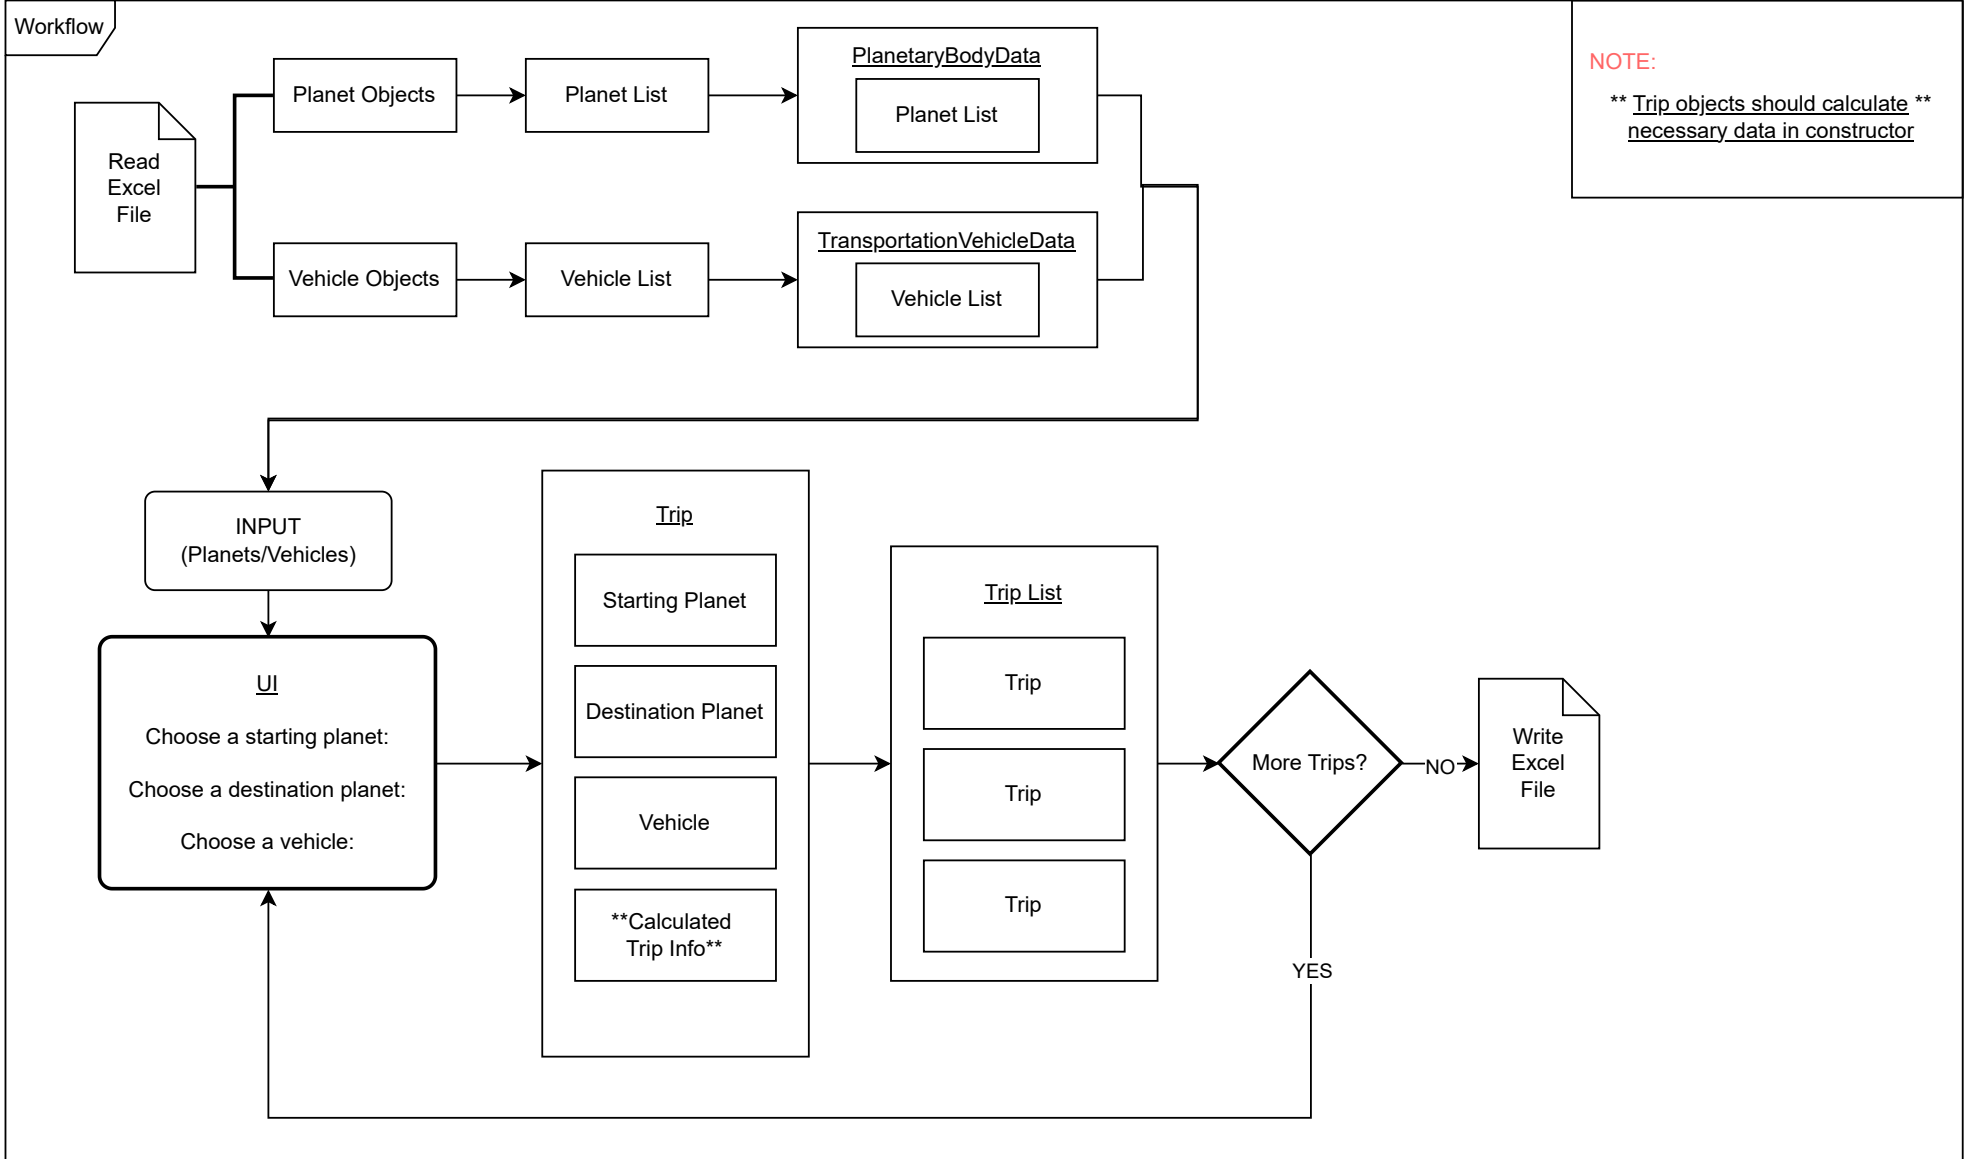 Workflow
NOTE:
** Trip objects should calculate **
necessary data in constructor
Read
Excel
File
Planet Objects
Planet List
PlanetaryBodyData
Planet List
Vehicle Objects
Vehicle List
TransportationVehicleData
Vehicle List
INPUT
(Planets/Vehicles)
UI
Choose a starting planet:
Choose a destination planet:
Choose a vehicle:
Trip
Starting Planet
Destination Planet
Vehicle
**Calculated
Trip Info**
Trip List
Trip
Trip
Trip
More Trips?
NO
YES
Write
Excel
File